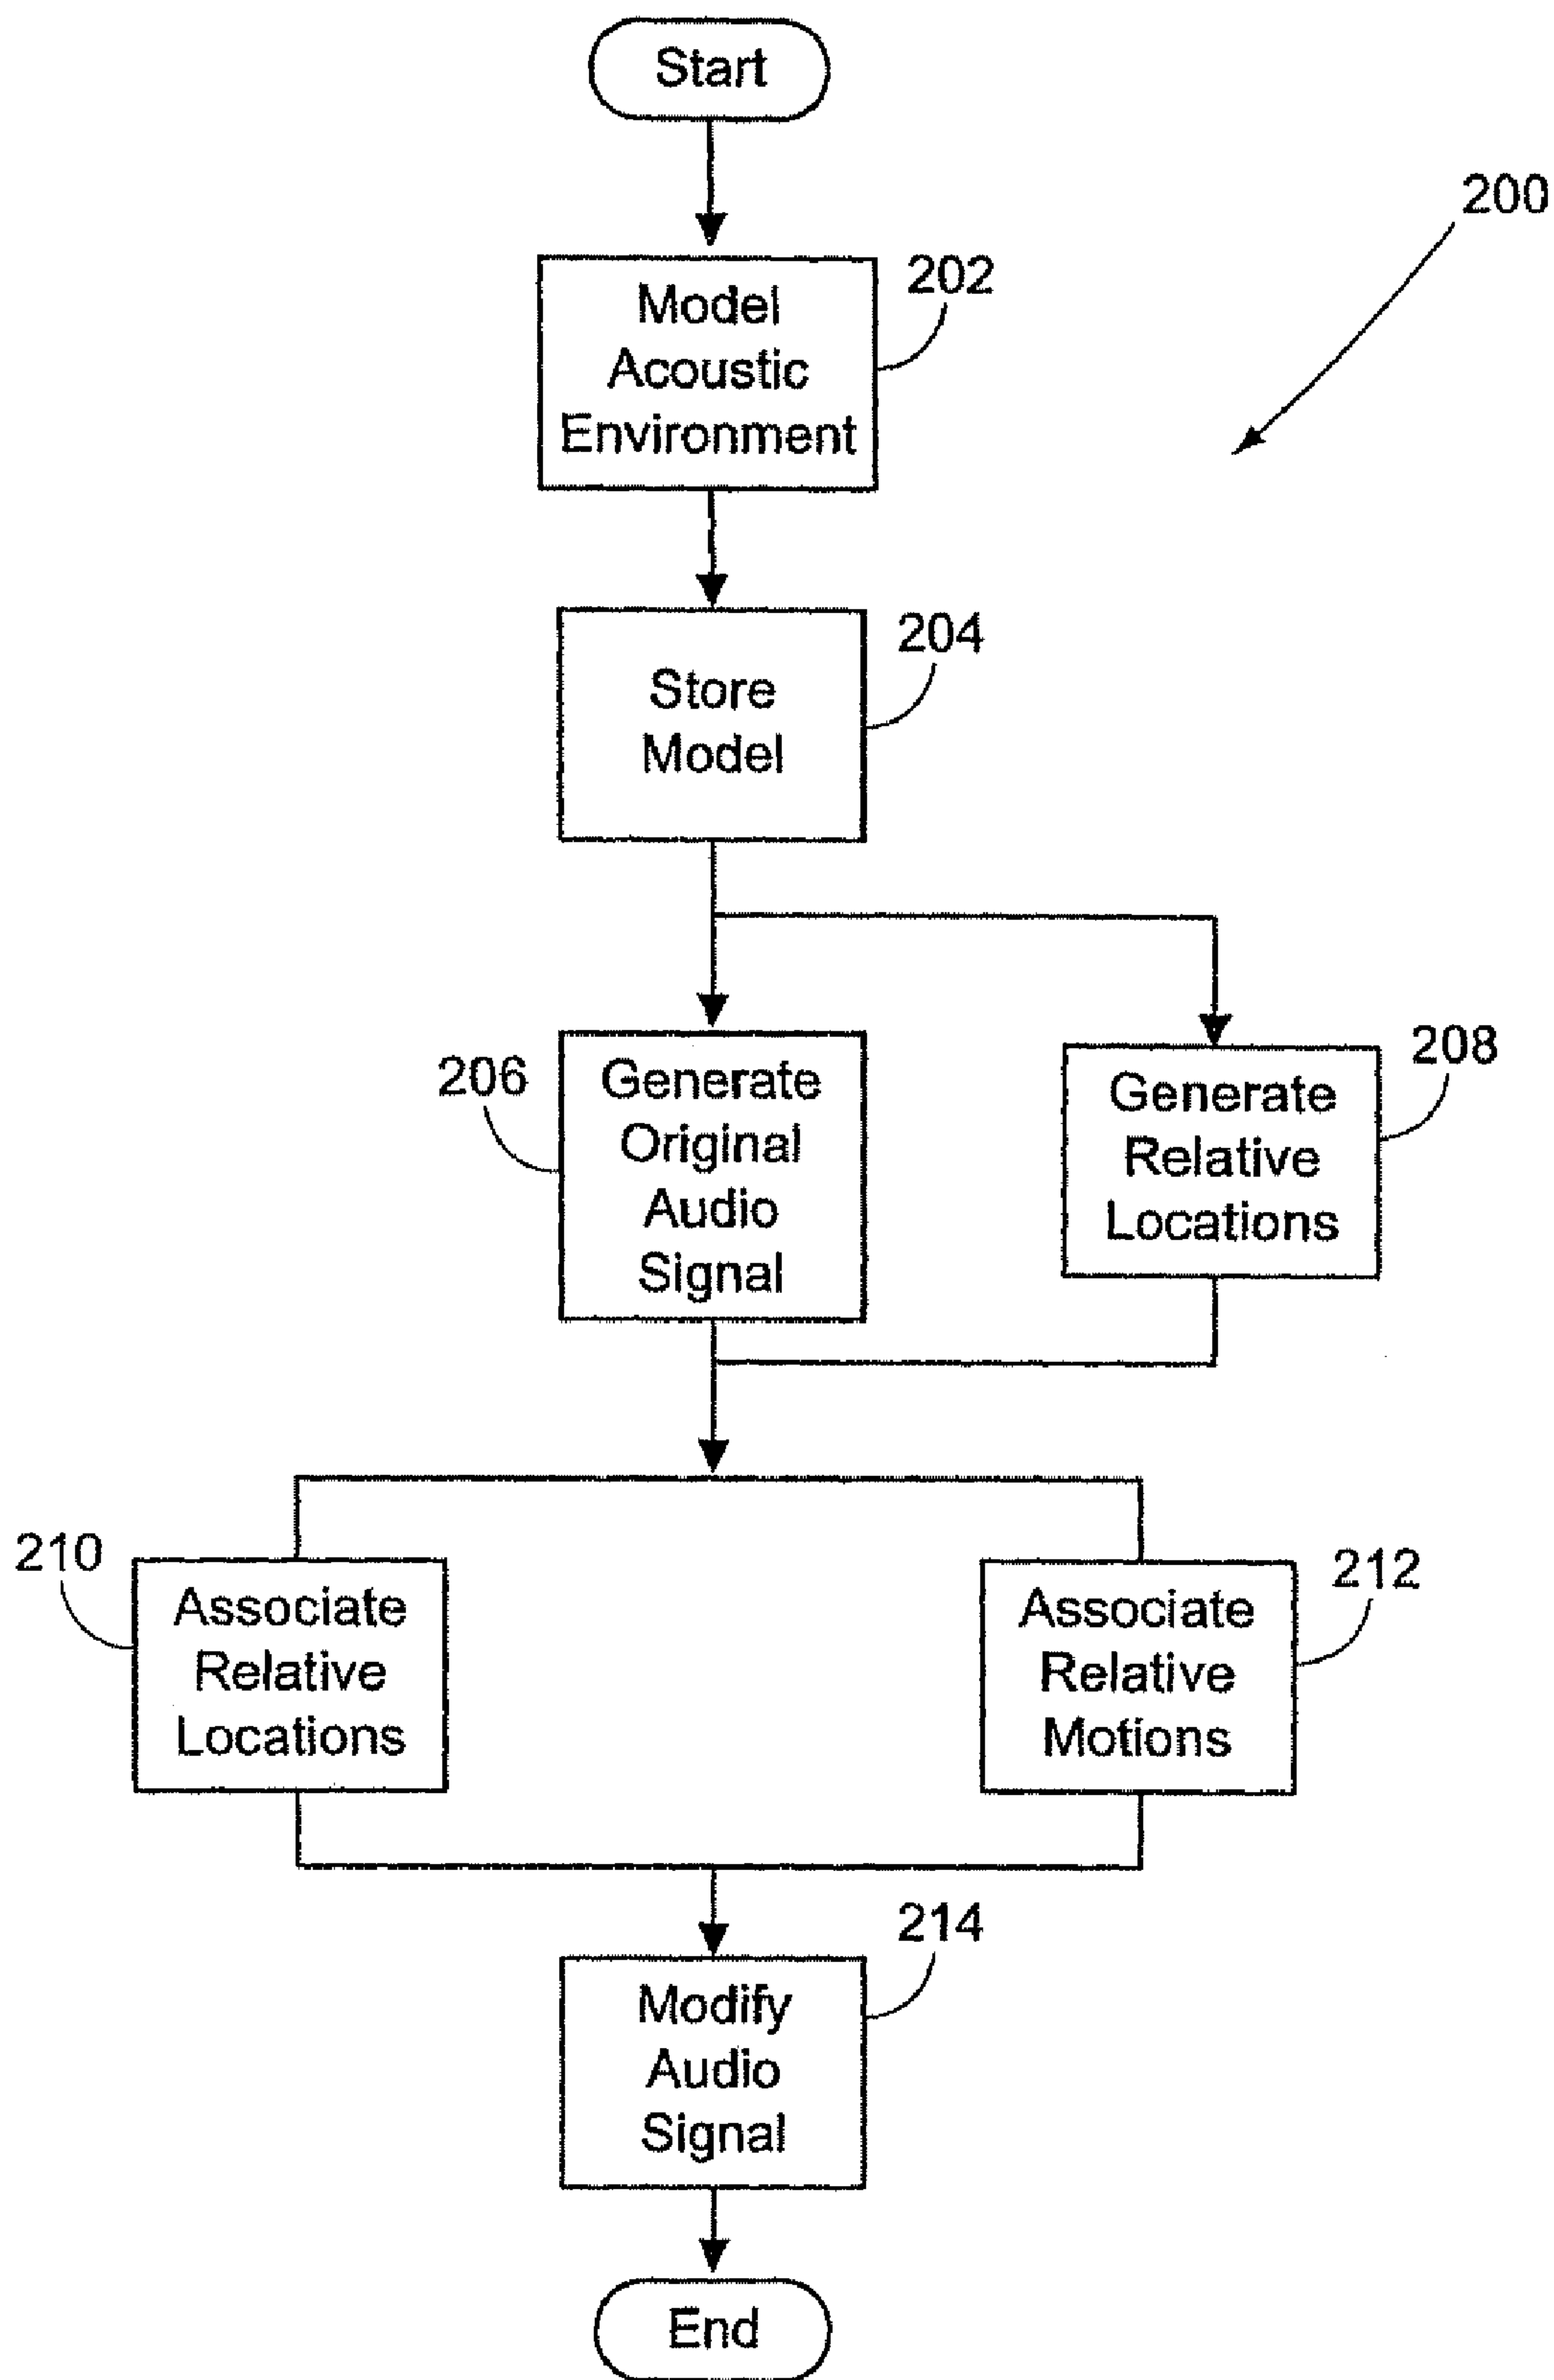 Start
200
202
Model
Acoustic
Environment
204
Store
Model
206
Generate
Original
Audio
Signal
208
Generate
Relative
Locations
210
Associate
Relative
Locations
212
Associate
Relative
Motions
214
Modify
Audio
Signal
End